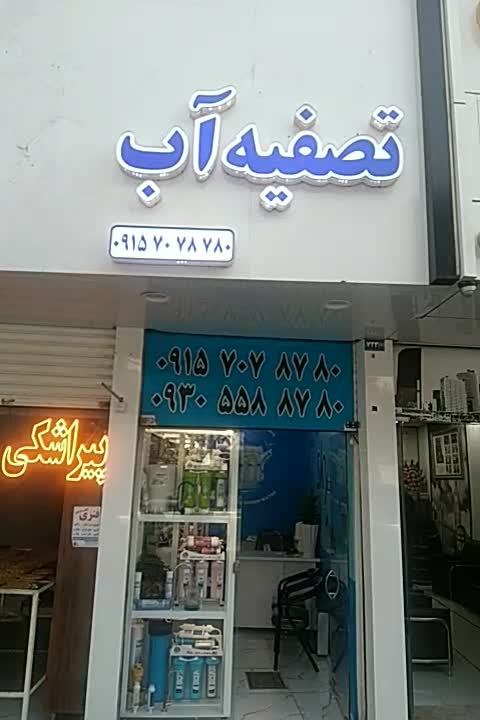 تصفیه آب
۰۹۱۵ ۷۰ ۷۸ ۷۸۰
۰۹۱۵ ۷۰۷ ۸۷ ۸۰
۰۹۳۰ ۵۵۸ ۸۷ ۸۰
پیراشکی